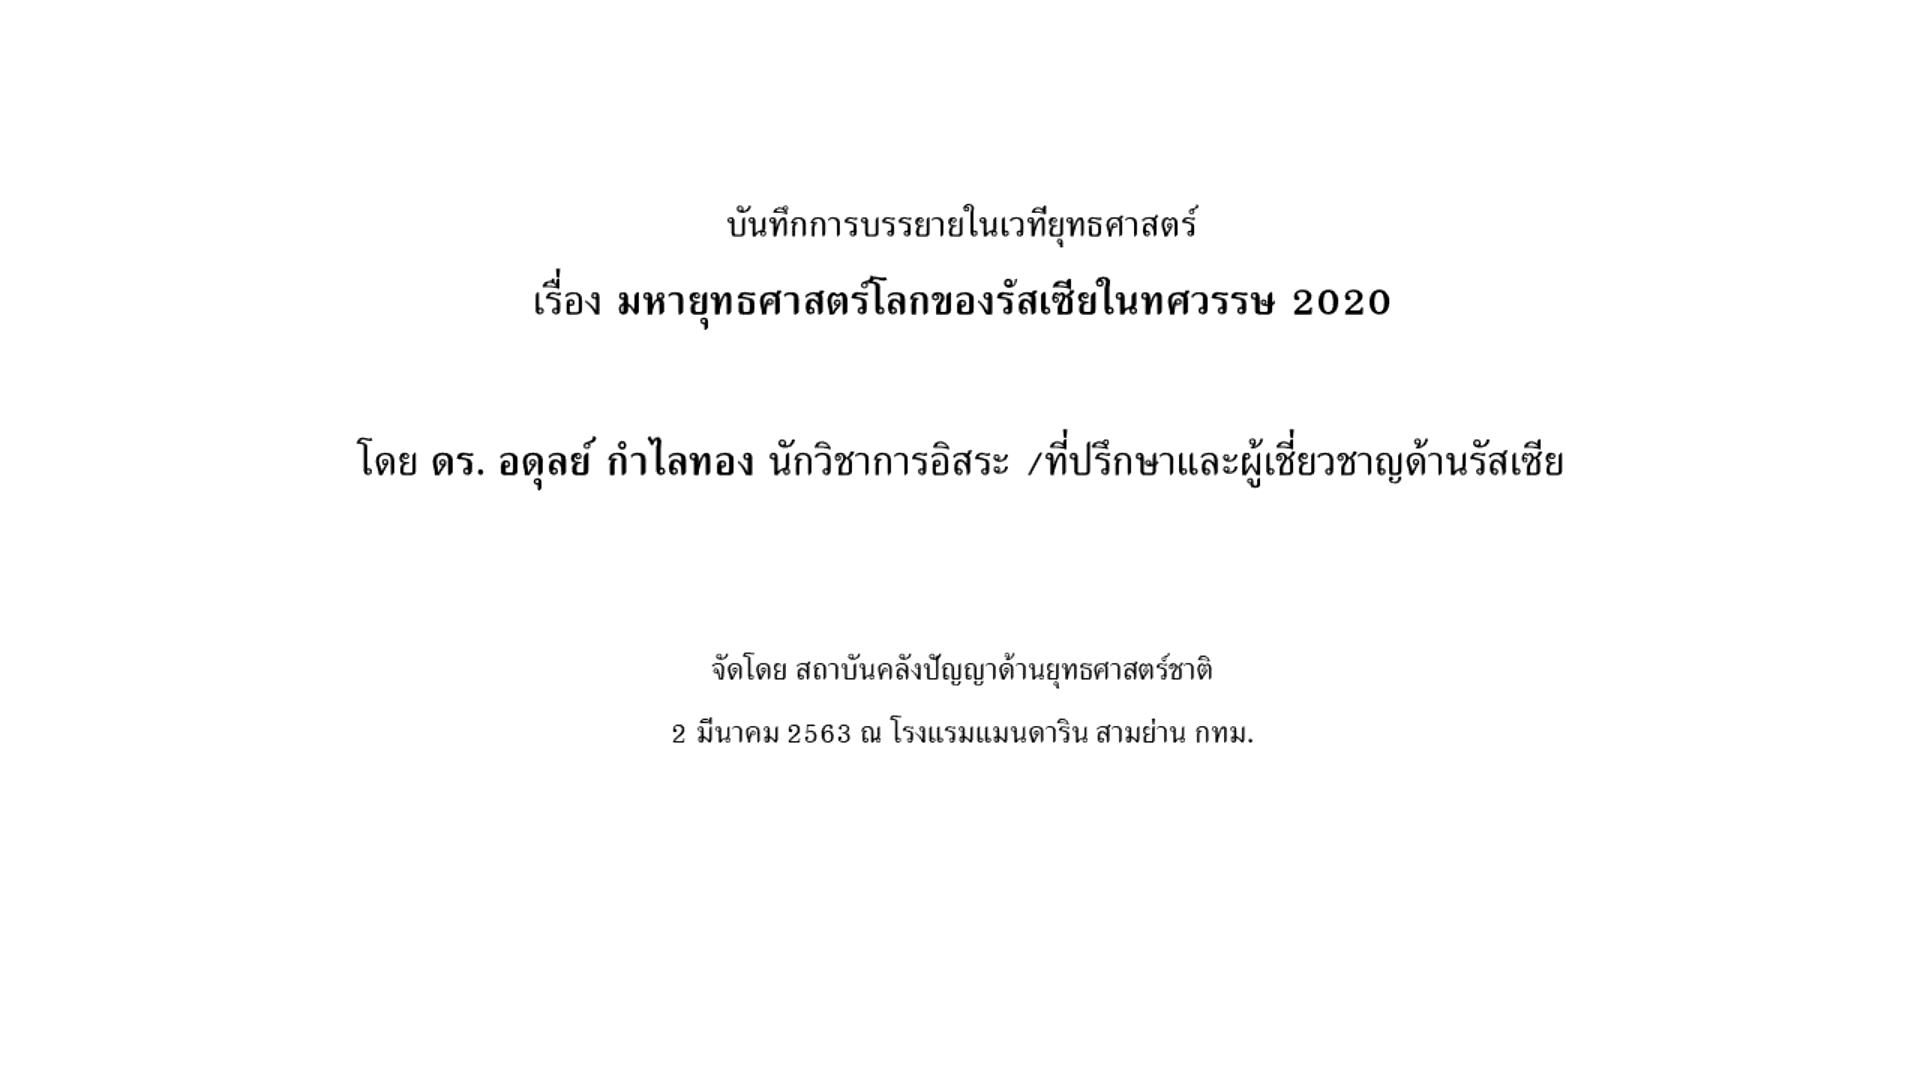 บันทึกการบรรยายในเวทียุทธศาสตร์
เรื่อง มหายุทธศาสตร์โลกของรัสเซียในทศวรรษ 2020
โดย ดร. อดุลย์ กำไลทอง นักวิชาการอิสระ /ที่ปรึกษาและผู้เชี่ยวชาญด้านรัสเซีย
จัดโดย สถาบันคลังปัญญาด้านยุทธศาสตร์ชาติ
2 มีนาคม 2563 ณ โรงแรมแมนดาริน สามย่าน กทม.